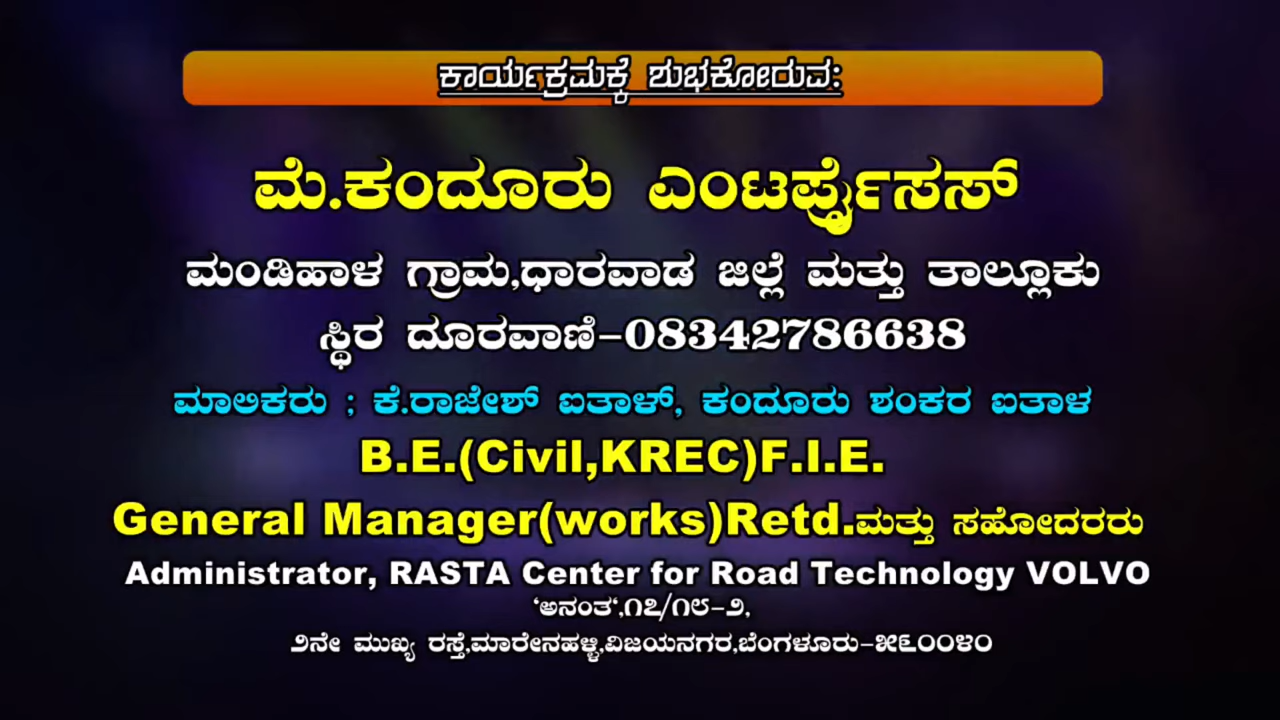 ಕಾರ್ಯಕ್ರಮಕ್ಕೆ ಶುಭಕೋರುವ:
ಮೆ.ಕಂದೂರು ಎಂಟರ್ಪ್ರೈಸಸ್
ಮಂಡಿಹಾಳ ಗ್ರಾಮ,ಧಾರವಾಡ ಜಿಲ್ಲೆ ಮತ್ತು ತಾಲ್ಲೂಕು
ಸ್ಥಿರ ದೂರವಾಣಿ-08342786638
ಮಾಲಿಕರು ; ಕೆ.ರಾಜೇಶ್ ಐತಾಳ್, ಕಂದೂರು ಶಂಕರ ಐತಾಳ
B.E.(Civil,KREC)F.I.E.
General Manager(works)Retd.ಮತ್ತು ಸಹೋದರರು
Administrator, RASTA Center for Road Technology VOLVO
'ಅನಂತ',೧೭/೧೮-೨,
೨ನೇ ಮುಖ್ಯ ರಸ್ತೆ,ಮಾರೇನಹಳ್ಳಿ,ವಿಜಯನಗರ,ಬೆಂಗಳೂರು-೫೬೦೦೪೦